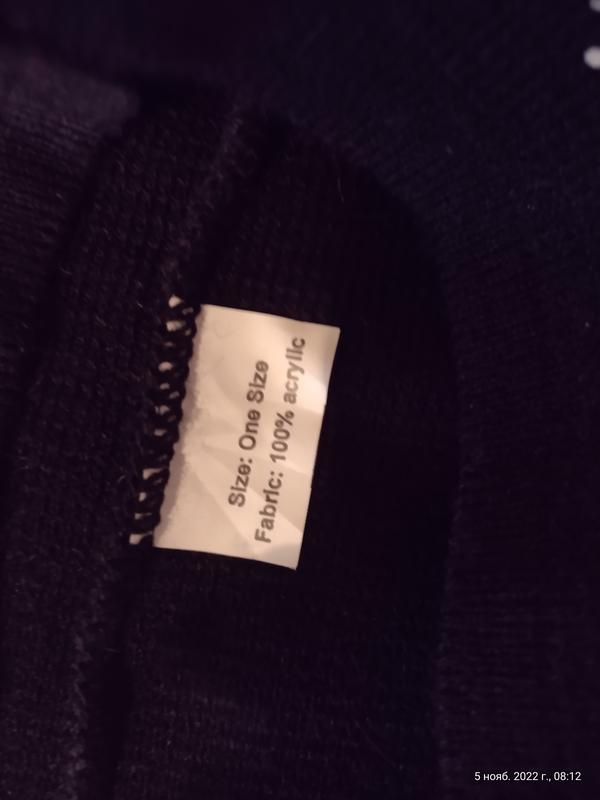 Size: One Size
Fabric: 100% acrylic
5 нояб. 2022 г., 08:12